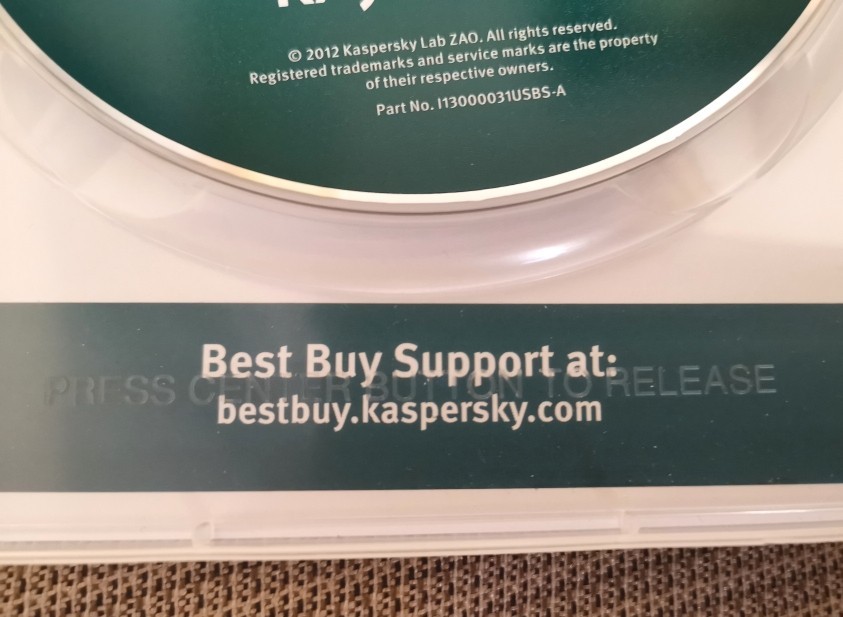 © 2012 Kaspersky Lab ZAO. All rights reserved.
Registered trademarks and service marks are the property
of their respective owners.
Part No. I13000031USBS-A
Best Buy Support at:
PRESS CENTER BUTTON TO RELEASE
bestbuy.kaspersky.com